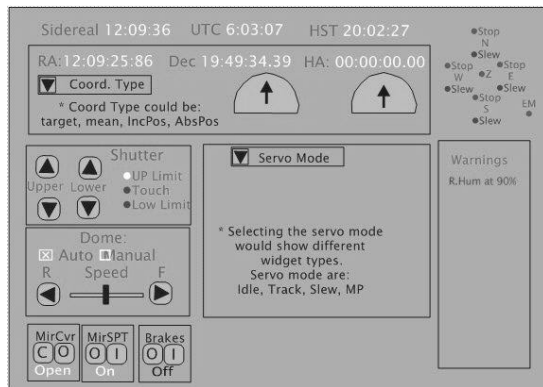 Sidereal 12:09:36 UTC 6:03:07 HST 20:02:27
RA:12:09:25:86 Dec 19:49:34.39 HA: 00:00:00.00
Coord. Type
* Coord Type could be:
target, mean, IncPos, AbsPos
Stop
N
Slew
Stop Stop
W Z E
Slew Slew
Stop
S
Slew
EM
Shutter
Upper Lower
UP Limit
Touch
Low Limit
Servo Mode
* Selecting the servo mode
would show different
widget types.
Servo mode are:
Idle, Track, Slew, MP
Warnings
R.Hum at 90%
Dome:
Auto Manual
R Speed F
MirCvr MirSPT Brakes
C O O I O I
Open On Off